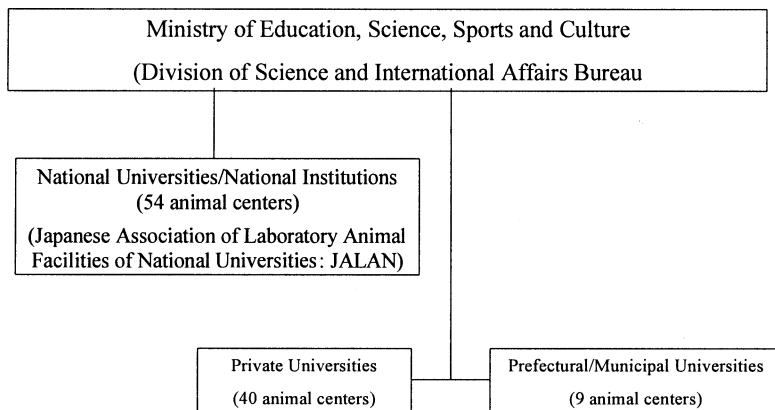 Ministry of Education, Science, Sports and Culture
(Division of Science and International Affairs Bureau
National Universities/National Institutions
(54 animal centers)
(Japanese Association of Laboratory Animal
Facilities of National Universities: JALAN)
Private Universities
(40 animal centers)
Prefectural/Municipal Universities
(9 animal centers)